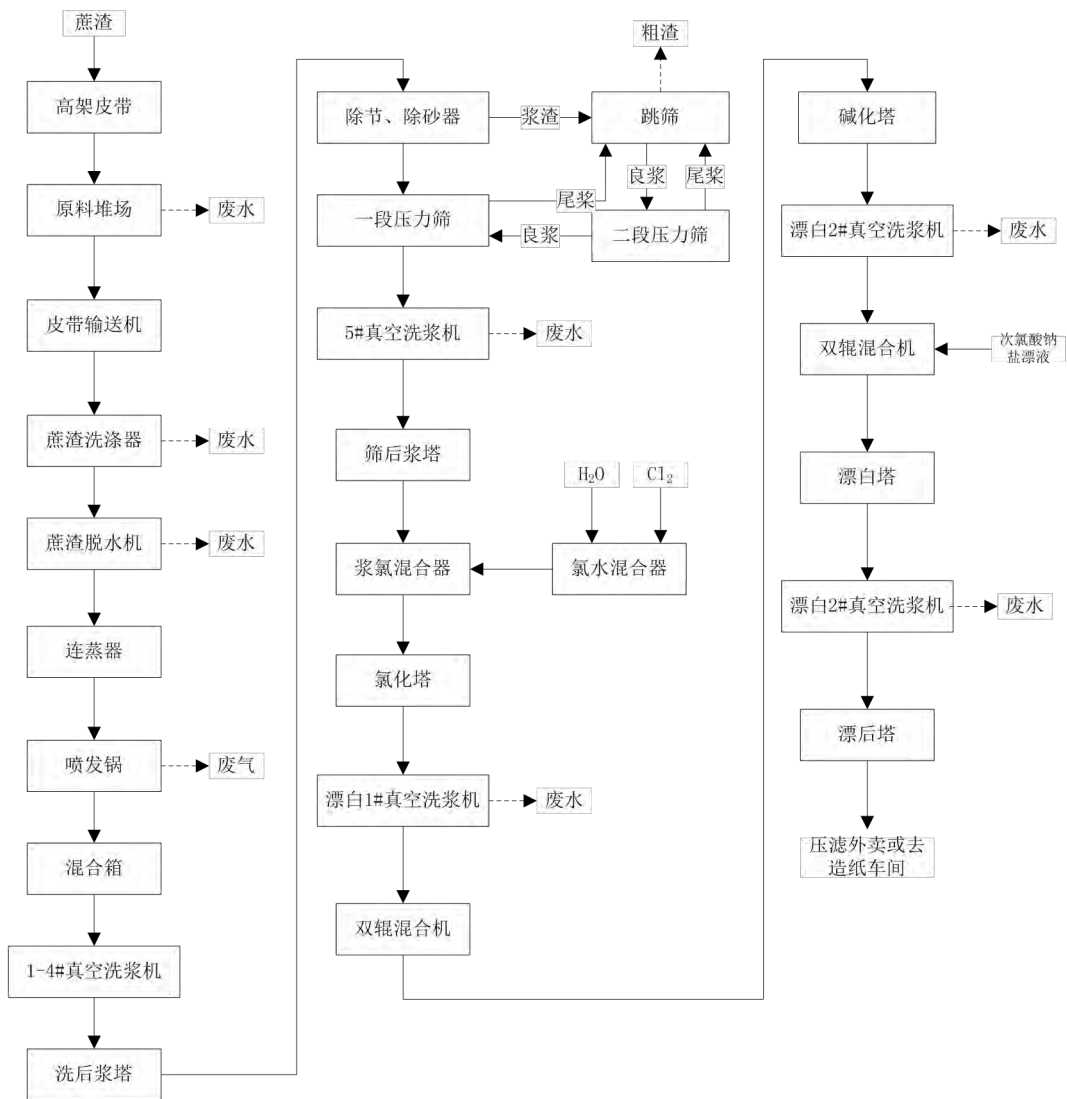 蔗渣
高架皮带
原料堆场
废水
皮带输送机
蔗渣洗涤器
废水
蔗渣脱水机
废水
连蒸器
喷发锅
废气
混合箱
1-4#真空洗浆机
洗后浆塔
粗渣
除节、除砂器
浆渣
跳筛
良浆
尾桨
尾桨
一段压力筛
良浆
二段压力筛
5#真空洗浆机
废水
筛后浆塔
H₂O
Cl₂
浆氯混合器
氯水混合器
氯化塔
漂白1#真空洗浆机
废水
双辊混合机
碱化塔
漂白2#真空洗浆机
废水
双辊混合机
次氯酸钠
盐漂液
漂白塔
漂白2#真空洗浆机
废水
漂后塔
压滤外卖或去
造纸车间